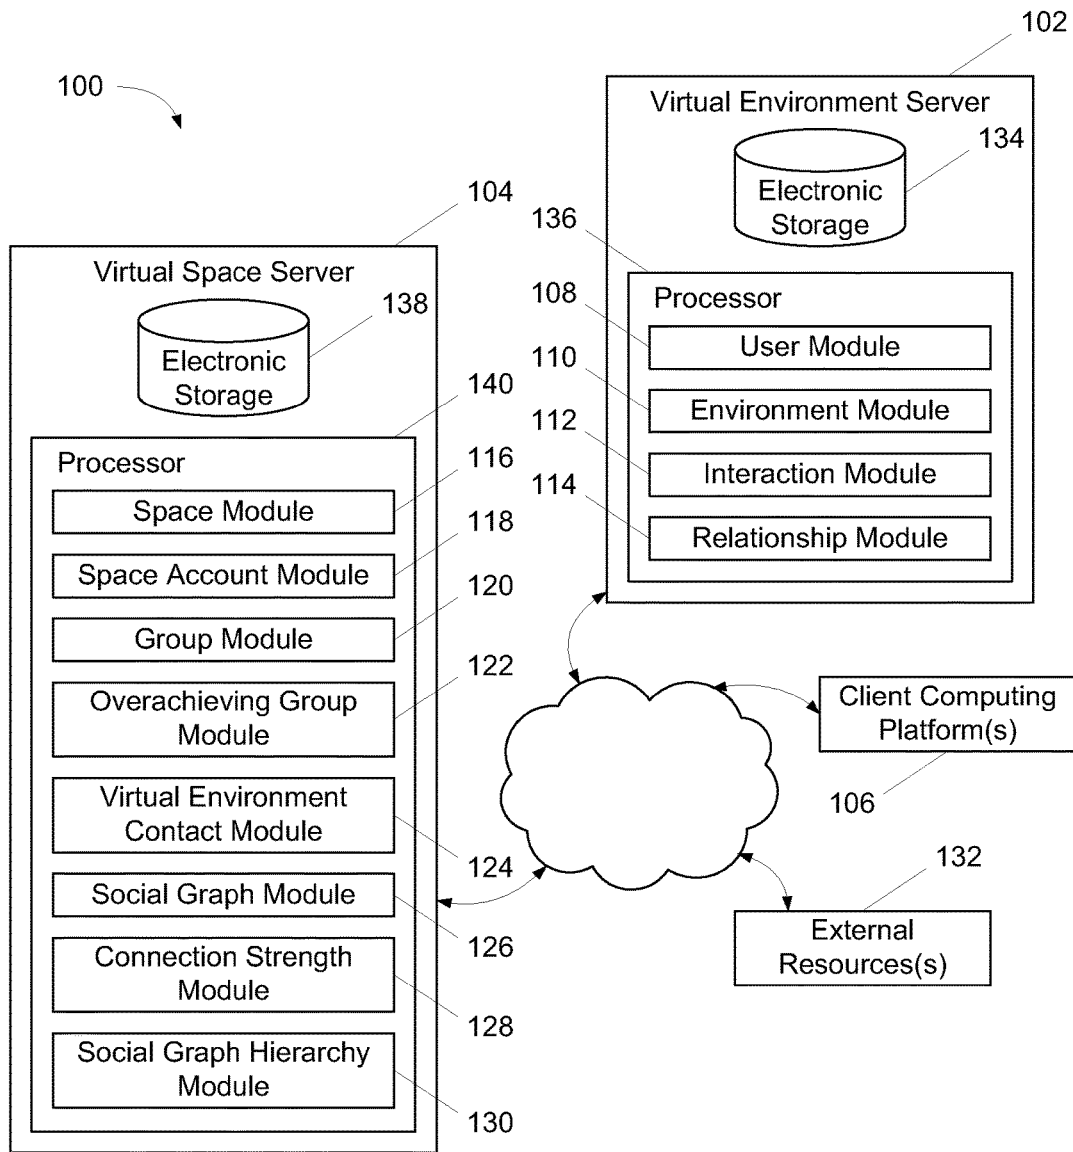 102
100
Virtual Environment Server
134
Electronic
Storage
104
136
Virtual Space Server
Processor
138
108
User Module
Electronic
Storage
110
Environment Module
140
112
Interaction Module
Processor
116
114
Relationship Module
Space Module
118
Space Account Module
120
Group Module
122
Overachieving Group
Module
Client Computing
Platform(s)
Virtual Environment
Contact Module
106
124
132
Social Graph Module
126
External
Resources(s)
Connection Strength
Module
128
Social Graph Hierarchy
Module
130